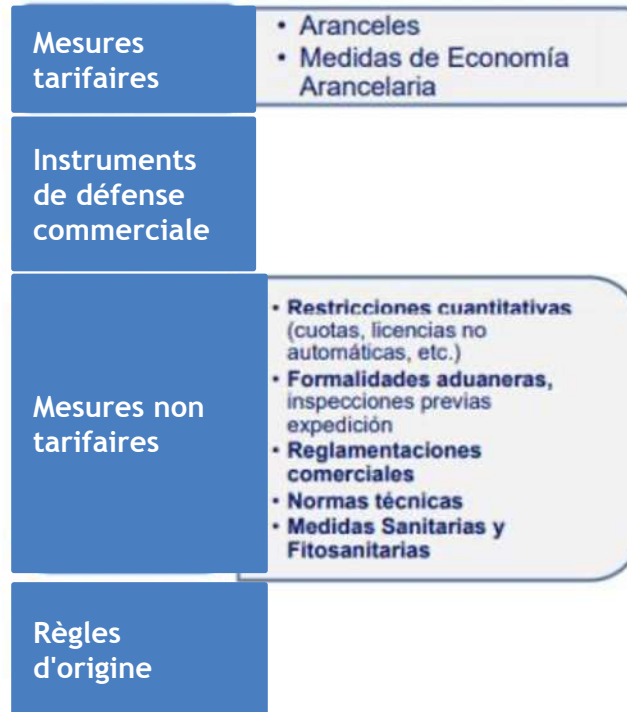 Mesures
tarifaires
• Aranceles
• Medidas de Economía
Arancelaria
Instruments
de défense
commerciale
Mesures non
tarifaires
• Restricciones cuantitativas
(cuotas, licencias no
automáticas, etc.)
• Formalidades aduaneras,
inspecciones previas
expedición
• Reglamentaciones
comerciales
• Normas técnicas
• Medidas Sanitarias y
Fitosanitarias
Règles
d'origine